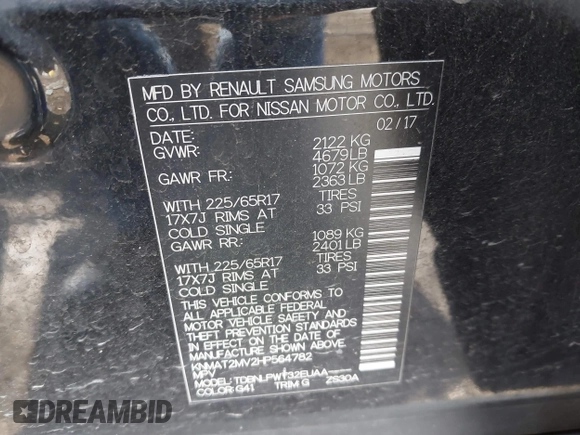 MFD BY RENAULT SAMSUNG MOTORS
CO., LTD. FOR NISSAN MOTOR CO., LTD.
DATE: 02/17
GVWR: 2122 KG
4679 LB
GAWR FR: 1072 KG
2363 LB
WITH 225/65R17 TIRES
17X7J RIMS AT 33 PSI
COLD SINGLE
GAWR RR: 1089 KG
2401 LB
WITH 225/65R17 TIRES
17X7J RIMS AT 33 PSI
COLD SINGLE
THIS VEHICLE CONFORMS TO
ALL APPLICABLE FEDERAL
MOTOR VEHICLE SAFETY AND
THEFT PREVENTION STANDARDS
IN EFFECT ON THE DATE OF
MANUFACTURE SHOWN ABOVE.
KNMAT2MV2HP564782
MPV
MODEL:
COLOR: G41 TRIM G ZS30A